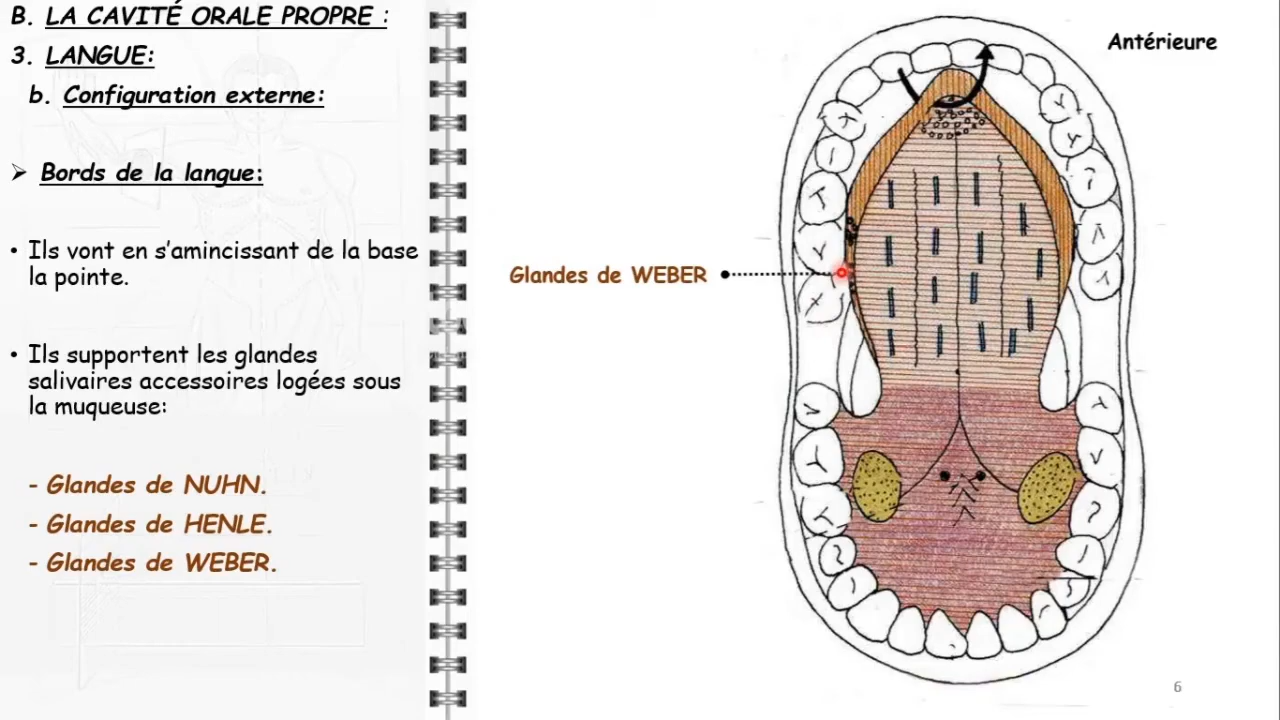 B. LA CAVITÉ ORALE PROPRE :
3. LANGUE:
b. Configuration externe:
➢ Bords de la langue:
• Ils vont en s’amincissant de la base
la pointe.
• Ils supportent les glandes
salivaires accessoires logées sous
la muqueuse:
- Glandes de NUHN.
- Glandes de HENLE.
- Glandes de WEBER.
Antérieure
Glandes de WEBER
6